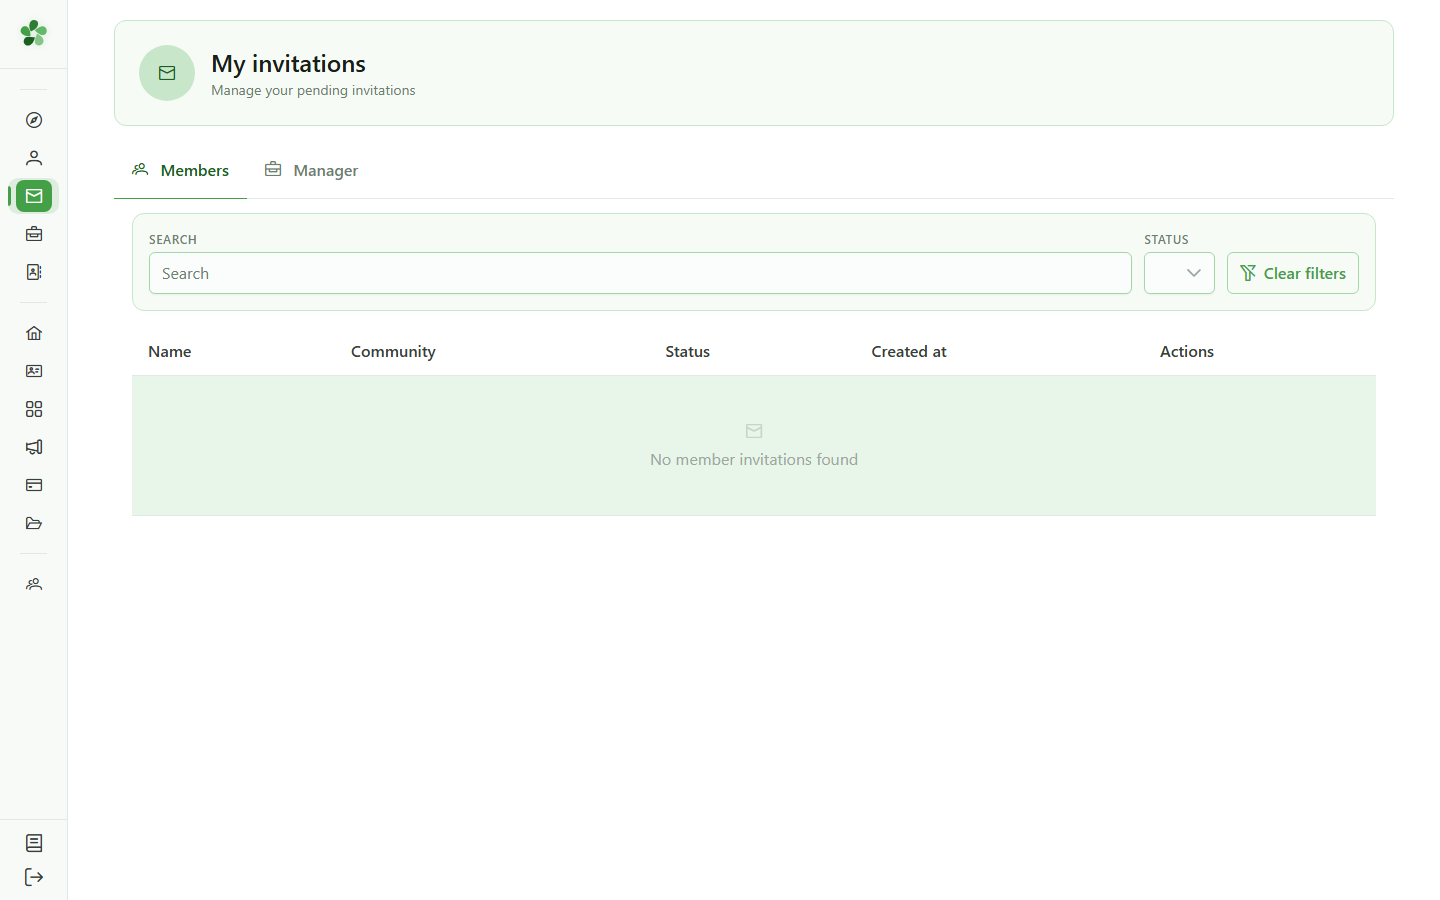 My invitations
Manage your pending invitations
Members
Manager
SEARCH
STATUS
Search
Clear filters
Name
Community
Status
Created at
Actions
No member invitations found